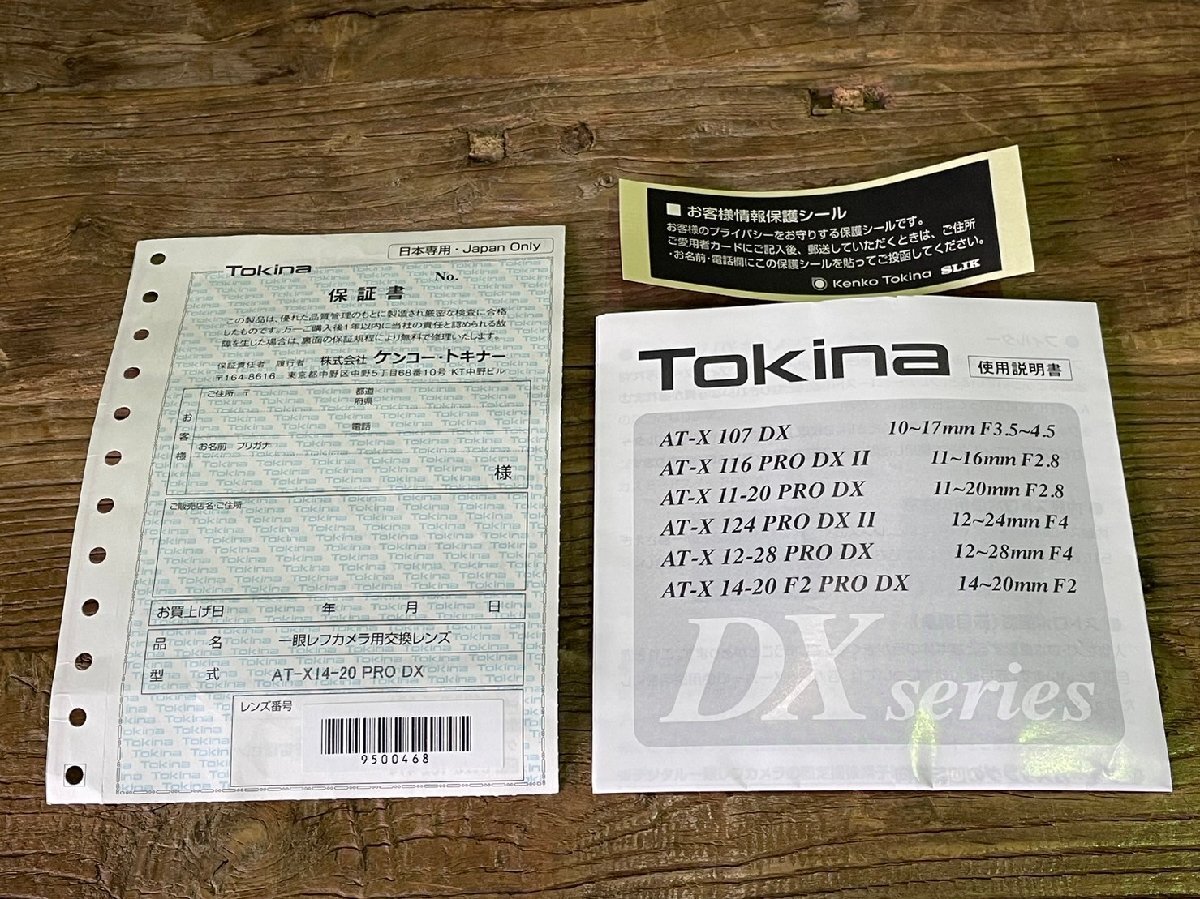 日本専用・Japan Only
Tokina
No.
保証書
この製品は、優れた品質管理のもとに製造され厳密な検査に合格
したものです。万一ご購入後1年以内に当社の責任と認められる故
障を生じた場合は、裏面の保証規程により無料で修理いたします。
保証責任者 履行者 株式会社 ケンコー・トキナー
〒164-8616 東京都中野区中野5丁目68番10号 KT中野ビル
お客様
ご住所 〒 都道府県
電話
お名前 フリガナ
様
ご販売店名・ご住所
お買上げ日 年 月 日
品名 一眼レフカメラ用交換レンズ
型式 AT-X14-20 PRO DX
レンズ番号
9500468
■ お客様情報保護シール
お客様のプライバシーをお守りする保護シールです。
ご愛用者カードにご記入後、郵送していただくときは、ご住所
・お名前・電話欄にこの保護シールを貼ってご投函してください。
Kenko Tokina SLIK
Tokina 使用説明書
AT-X 107 DX 10~17mm F3.5~4.5
AT-X 116 PRO DX II 11~16mm F2.8
AT-X 11-20 PRO DX 11~20mm F2.8
AT-X 124 PRO DX II 12~24mm F4
AT-X 12-28 PRO DX 12~28mm F4
AT-X 14-20 F2 PRO DX 14~20mm F2
DX series